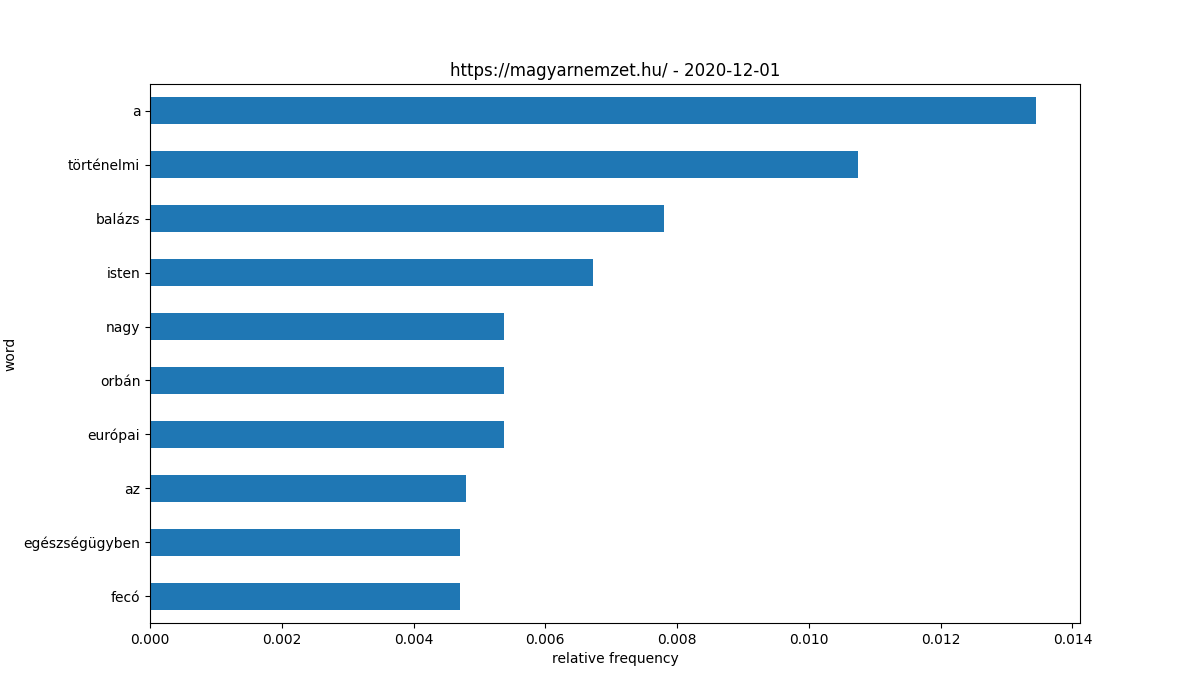 https://magyarnemzet.hu/ - 2020-12-01
a
történelmi
balázs
isten
nagy
orbán
európai
az
egészségügyben
fecó
word
0.000 0.002 0.004 0.006 0.008 0.010 0.012 0.014
relative frequency